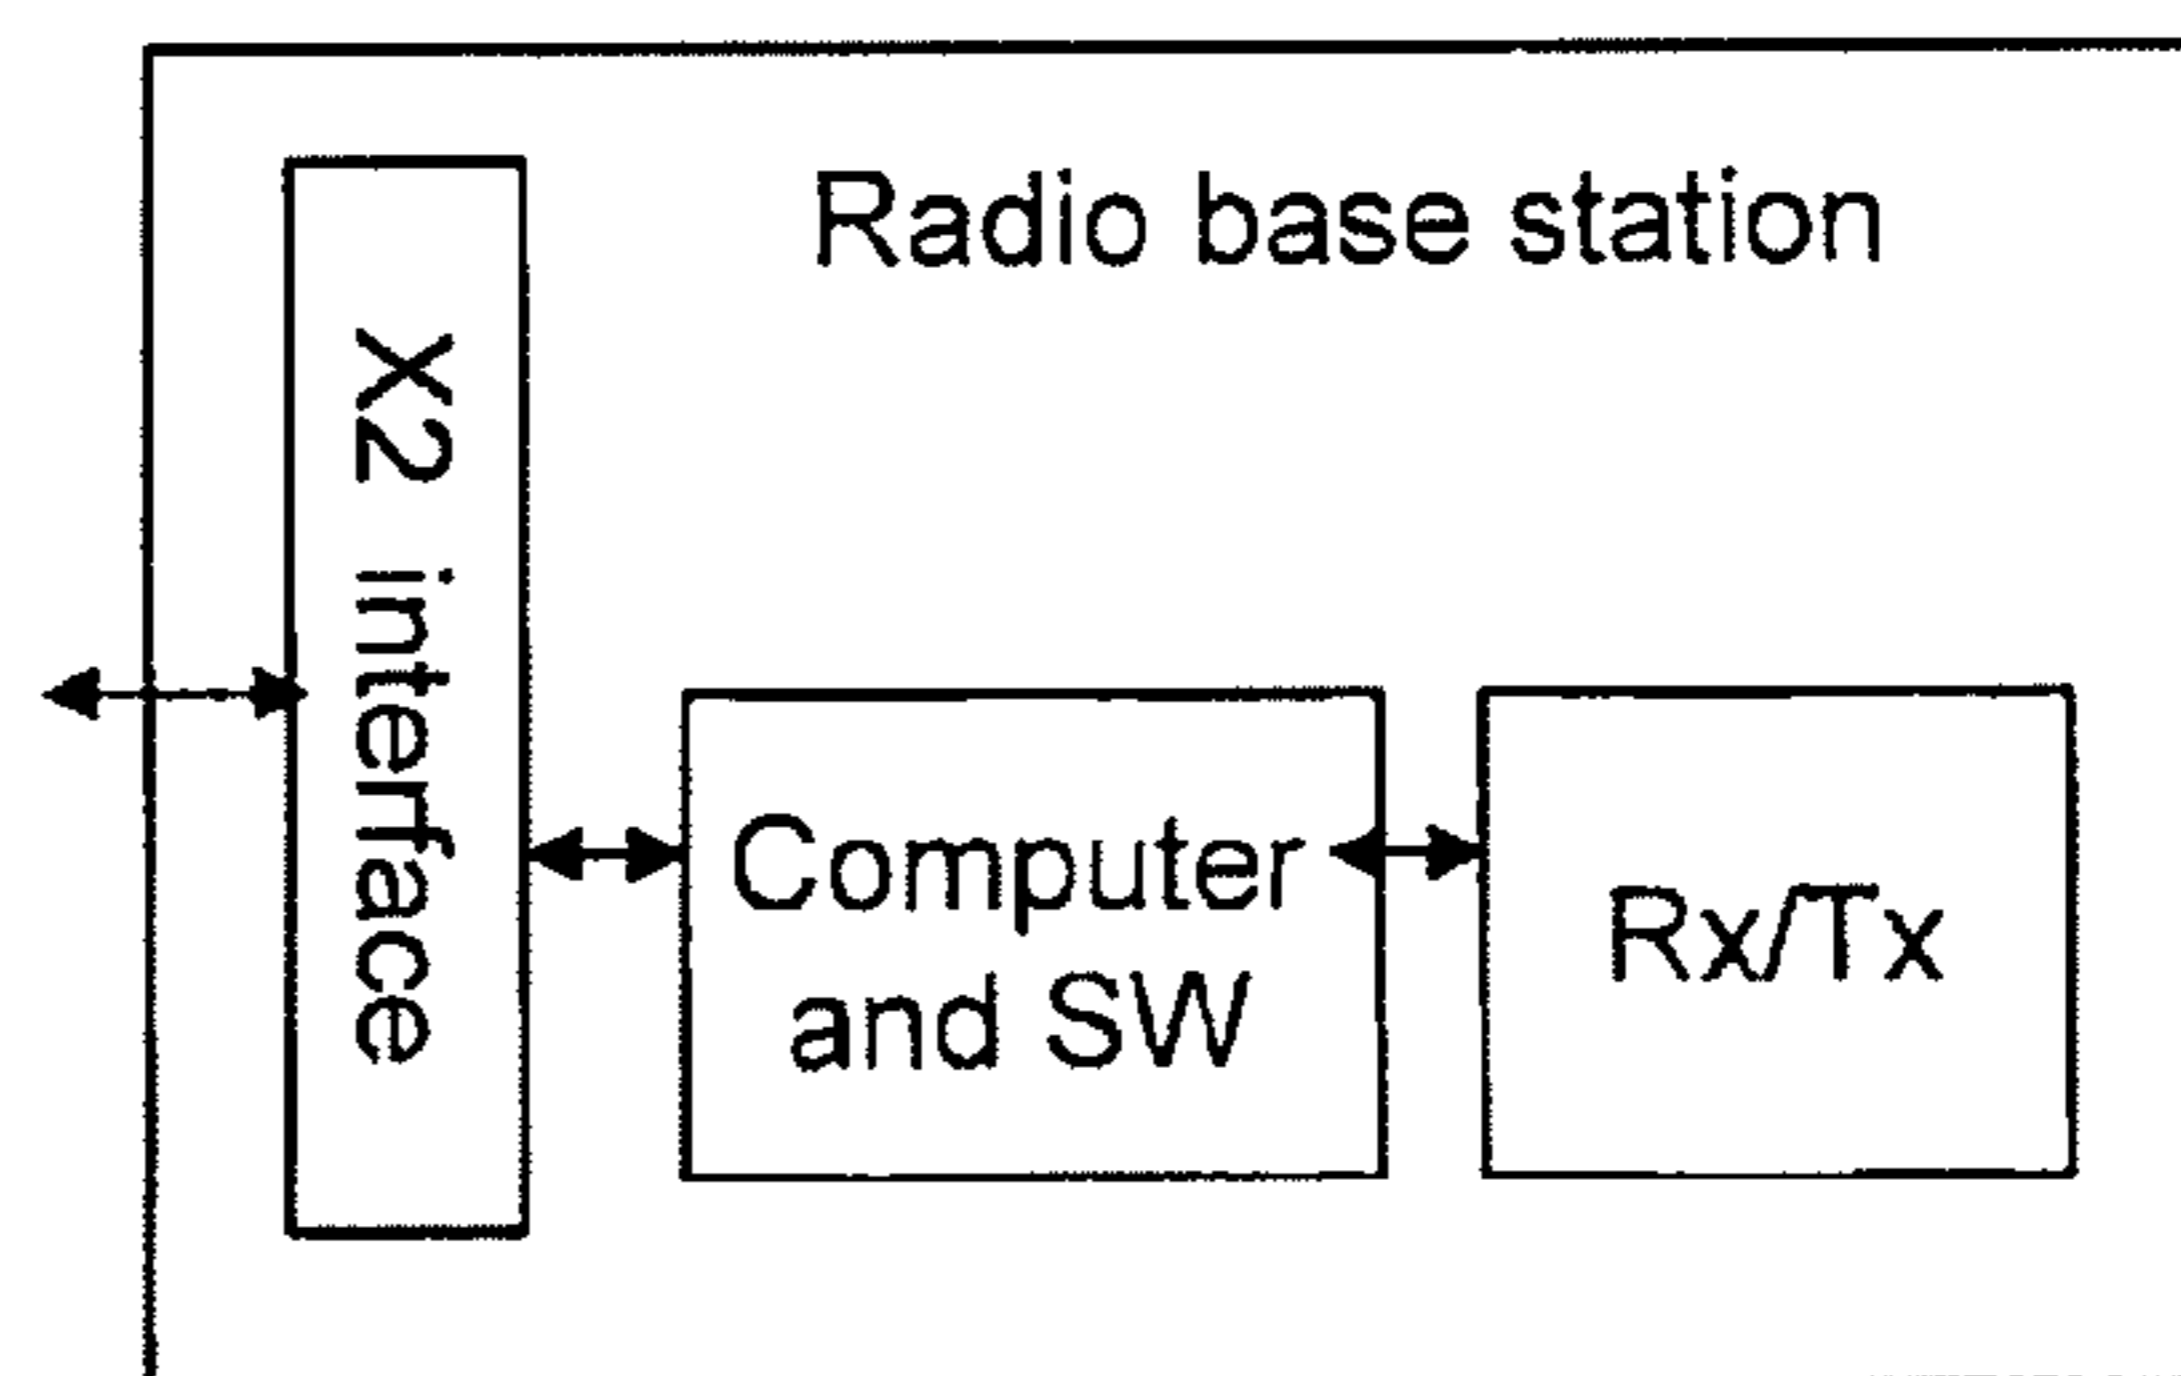 Radio base station
X2 interface
Computer
and SW
Rx/Tx